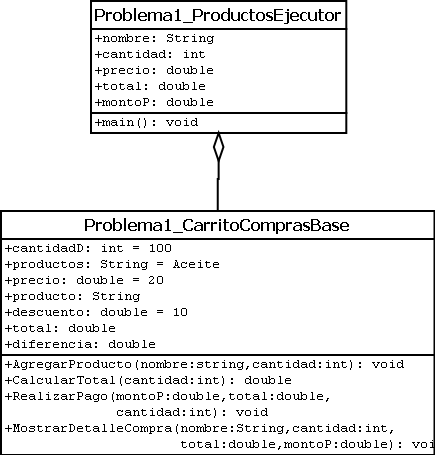 Problema1_ProductosEjecutor
+nombre: String
+cantidad: int
+precio: double
+total: double
+montoP: double
+main(): void
Problema1_CarritoComprasBase
+cantidadD: int = 100
+productos: String = Aceite
+precio: double = 20
+producto: String
+descuento: double = 10
+total: double
+diferencia: double
+AgregarProducto(nombre:string,cantidad:int): void
+CalcularTotal(cantidad:int): double
+RealizarPago(montoP:double,total:double,
cantidad:int): void
+MostrarDetalleCompra(nombre:String,cantidad:int,
total:double,montoP:double): voi